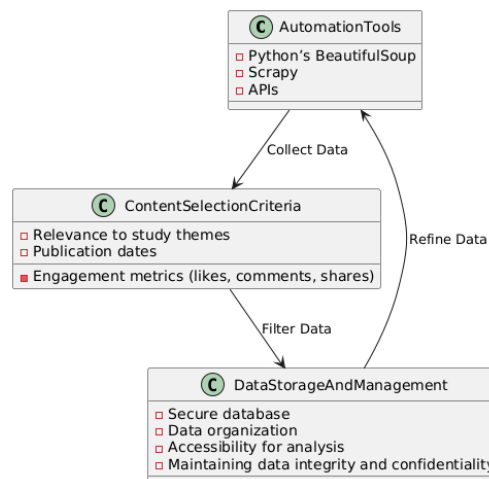 C AutomationTools
Python’s BeautifulSoup
Scrapy
APIs
Collect Data
C ContentSelectionCriteria
Relevance to study themes
Publication dates
Engagement metrics (likes, comments, shares)
Refine Data
Filter Data
C DataStorageAndManagement
Secure database
Data organization
Accessibility for analysis
Maintaining data integrity and confidentiality